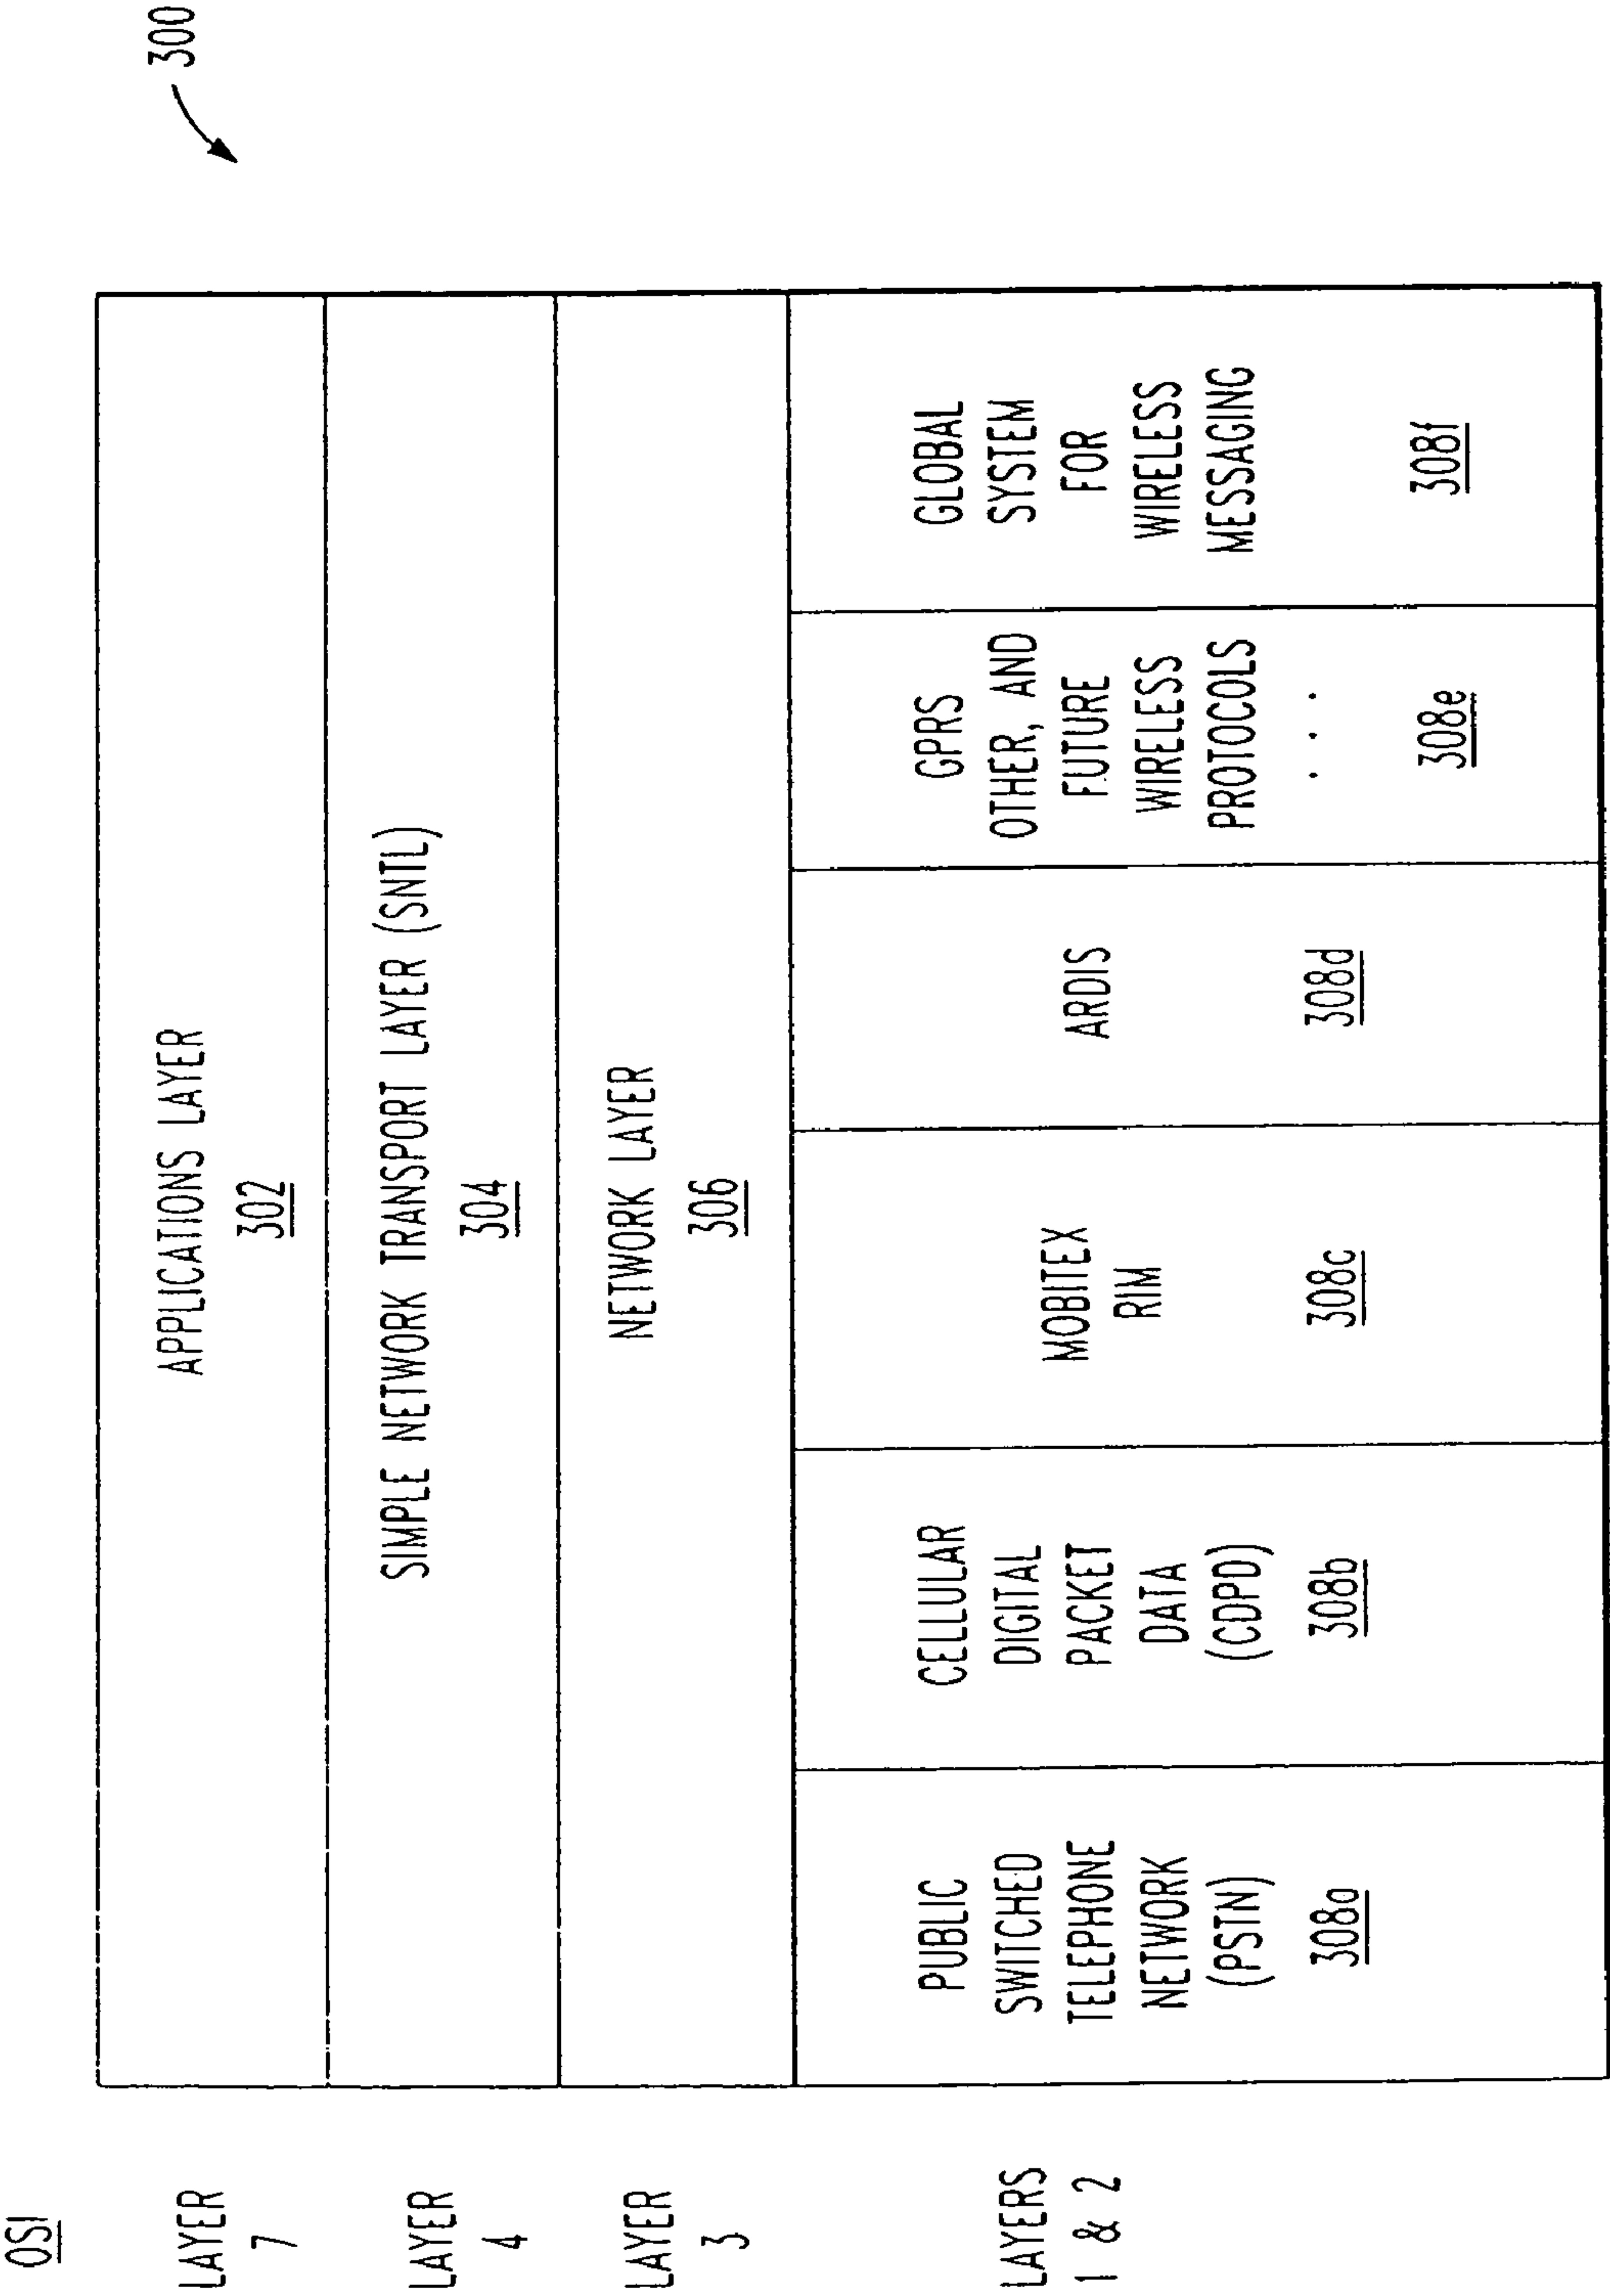 300
OSI
LAYER
7
APPLICATIONS LAYER
302
LAYER
4
SIMPLE NETWORK TRANSPORT LAYER (SNTL)
304
LAYER
3
NETWORK LAYER
306
LAYERS
1 & 2
PUBLIC
SWITCHED
TELEPHONE
NETWORK
(PSTN)
308a
CELLULAR
DIGITAL
PACKET
DATA
(CDPD)
308b
MOBITEX
RIM
308c
ARDIS
308d
GPRS
OTHER, AND
FUTURE
WIRELESS
PROTOCOLS
. . .
308e
GLOBAL
SYSTEM
FOR
WIRELESS
MESSAGING
308f